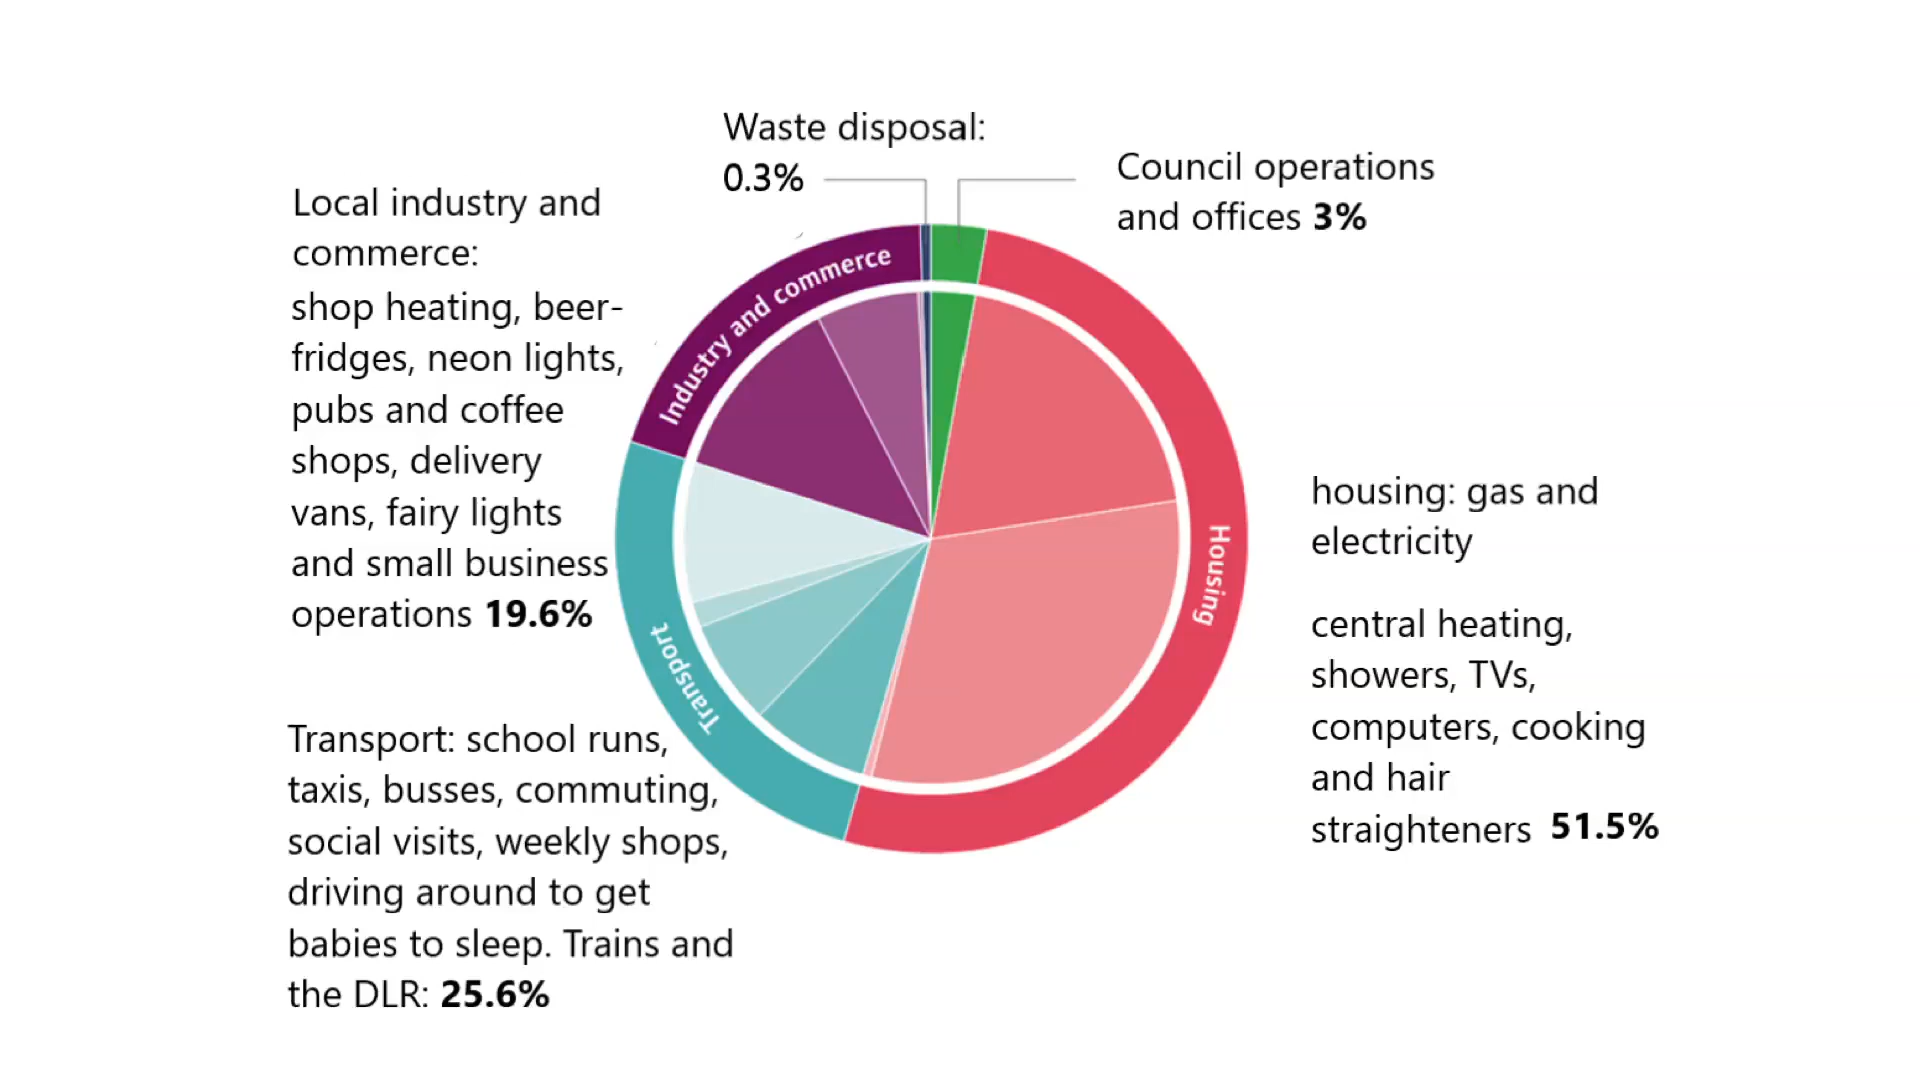 Waste disposal:
0.3%
Council operations
and offices 3%
Local industry and
commerce:
shop heating, beer-
fridges, neon lights,
pubs and coffee
shops, delivery
vans, fairy lights
and small business
operations 19.6%
Industry and commerce
Housing
Transport
housing: gas and
electricity
central heating,
showers, TVs,
computers, cooking
and hair
straighteners 51.5%
Transport: school runs,
taxis, busses, commuting,
social visits, weekly shops,
driving around to get
babies to sleep. Trains and
the DLR: 25.6%